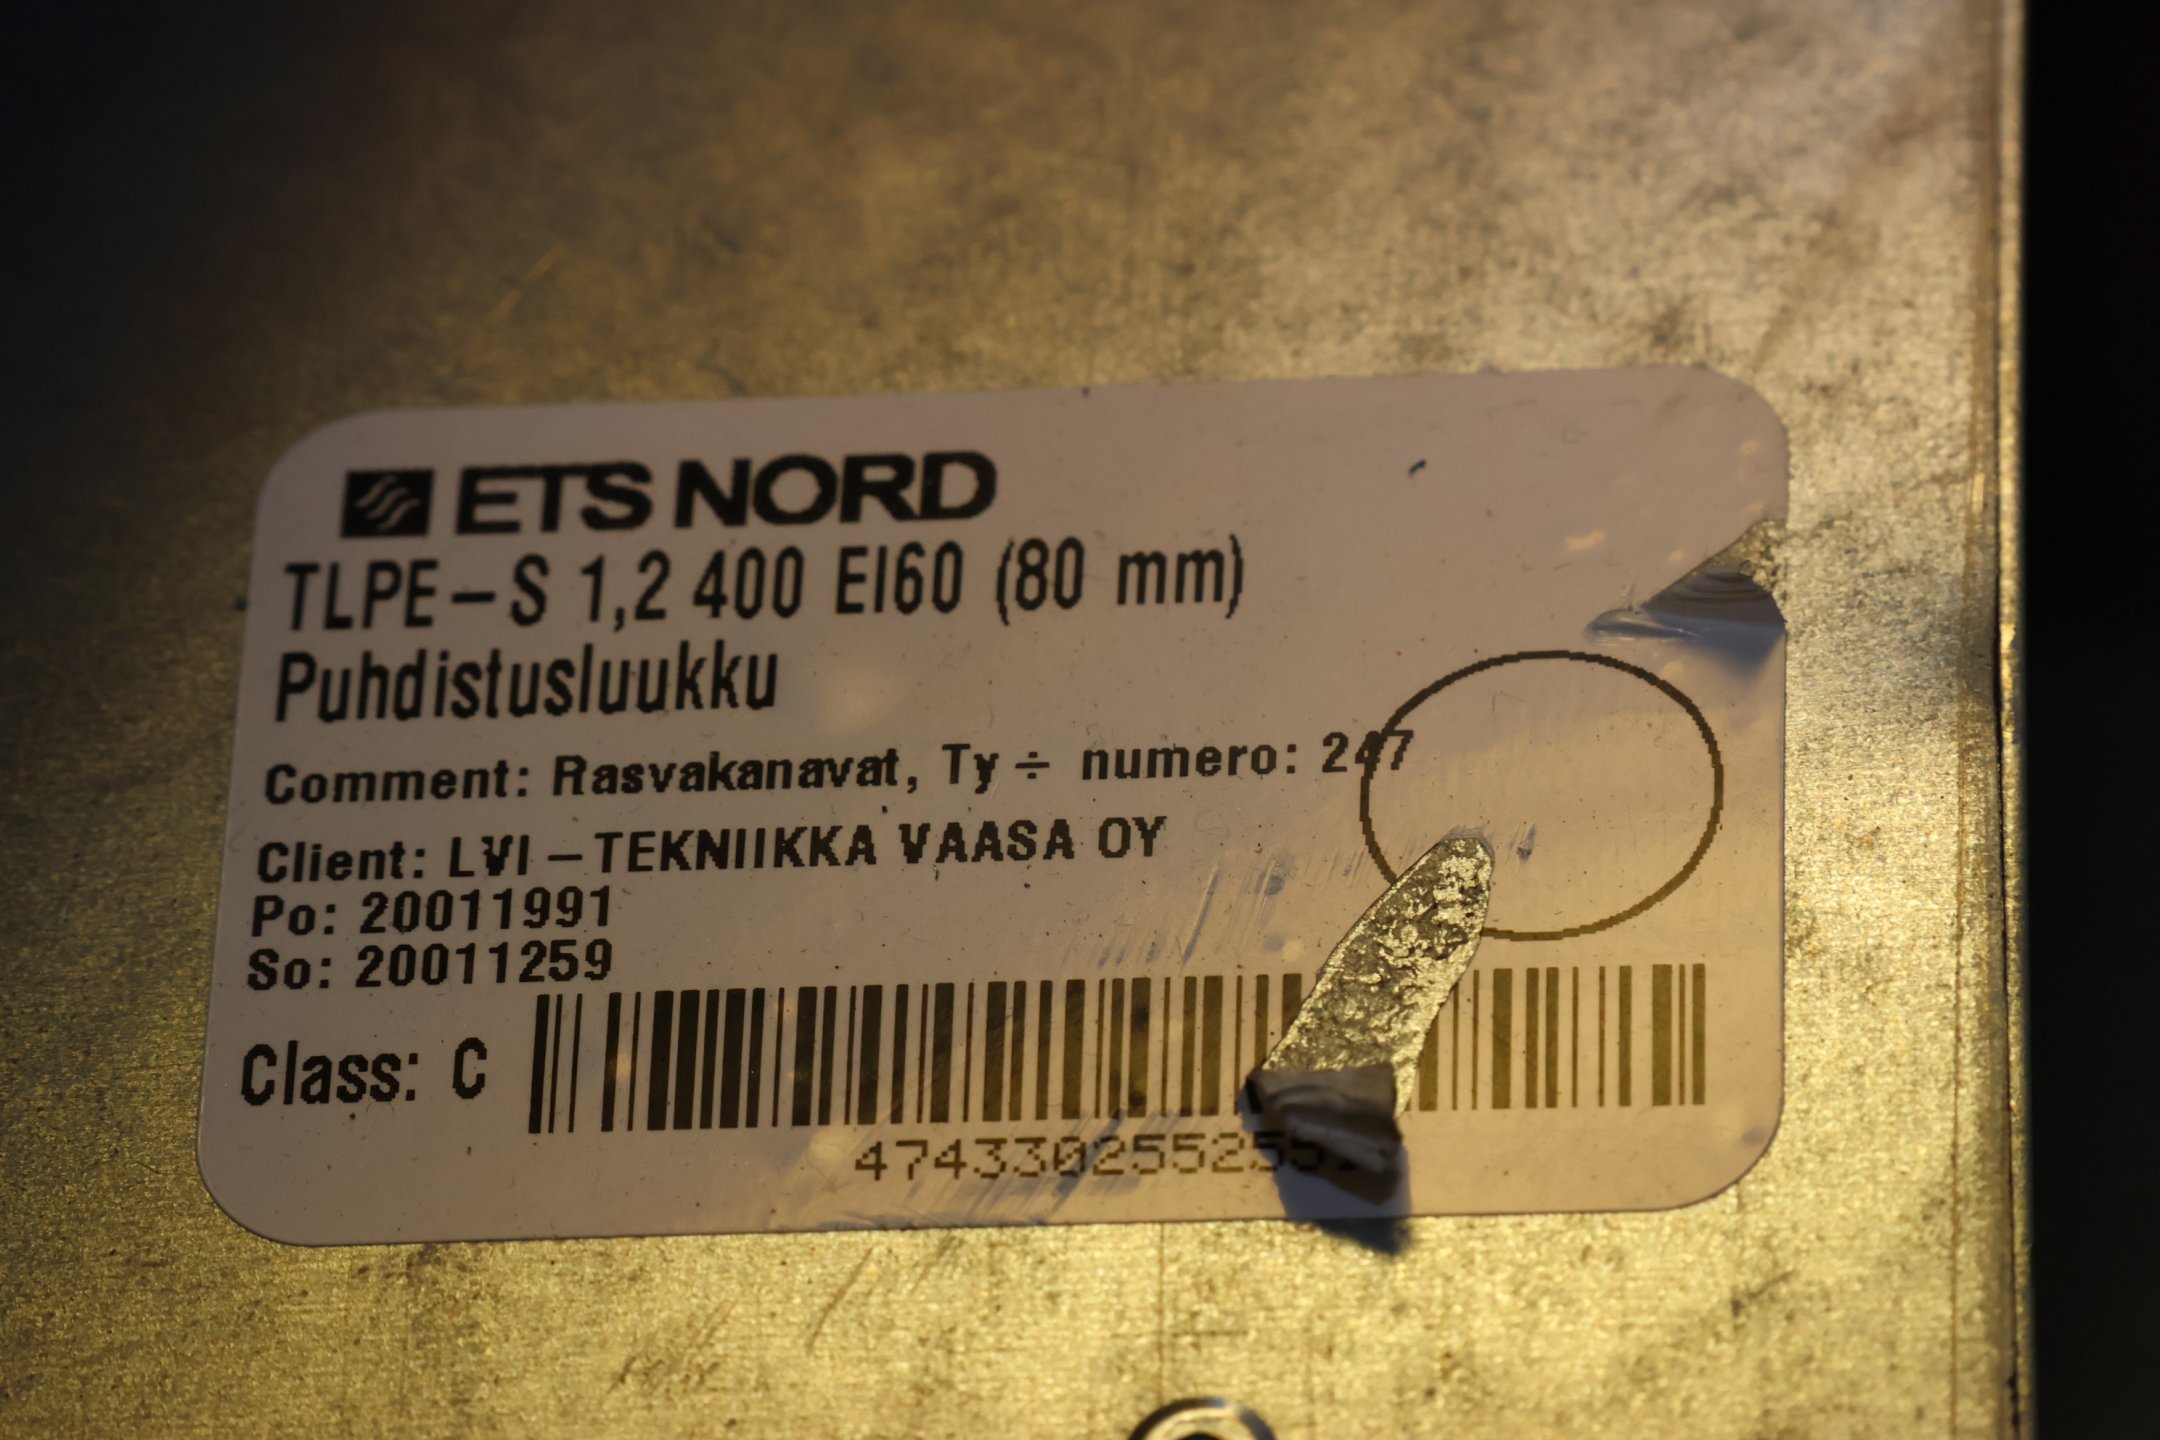 ETS NORD
TLPE-S 1,2 400 EI60 (80 mm)
Puhdistusluukku
Comment: Rasvakanavat, Ty÷ numero: 247
Client: LVI-TEKNIIKKA VAASA OY
Po: 20011991
So: 20011259
Class: C